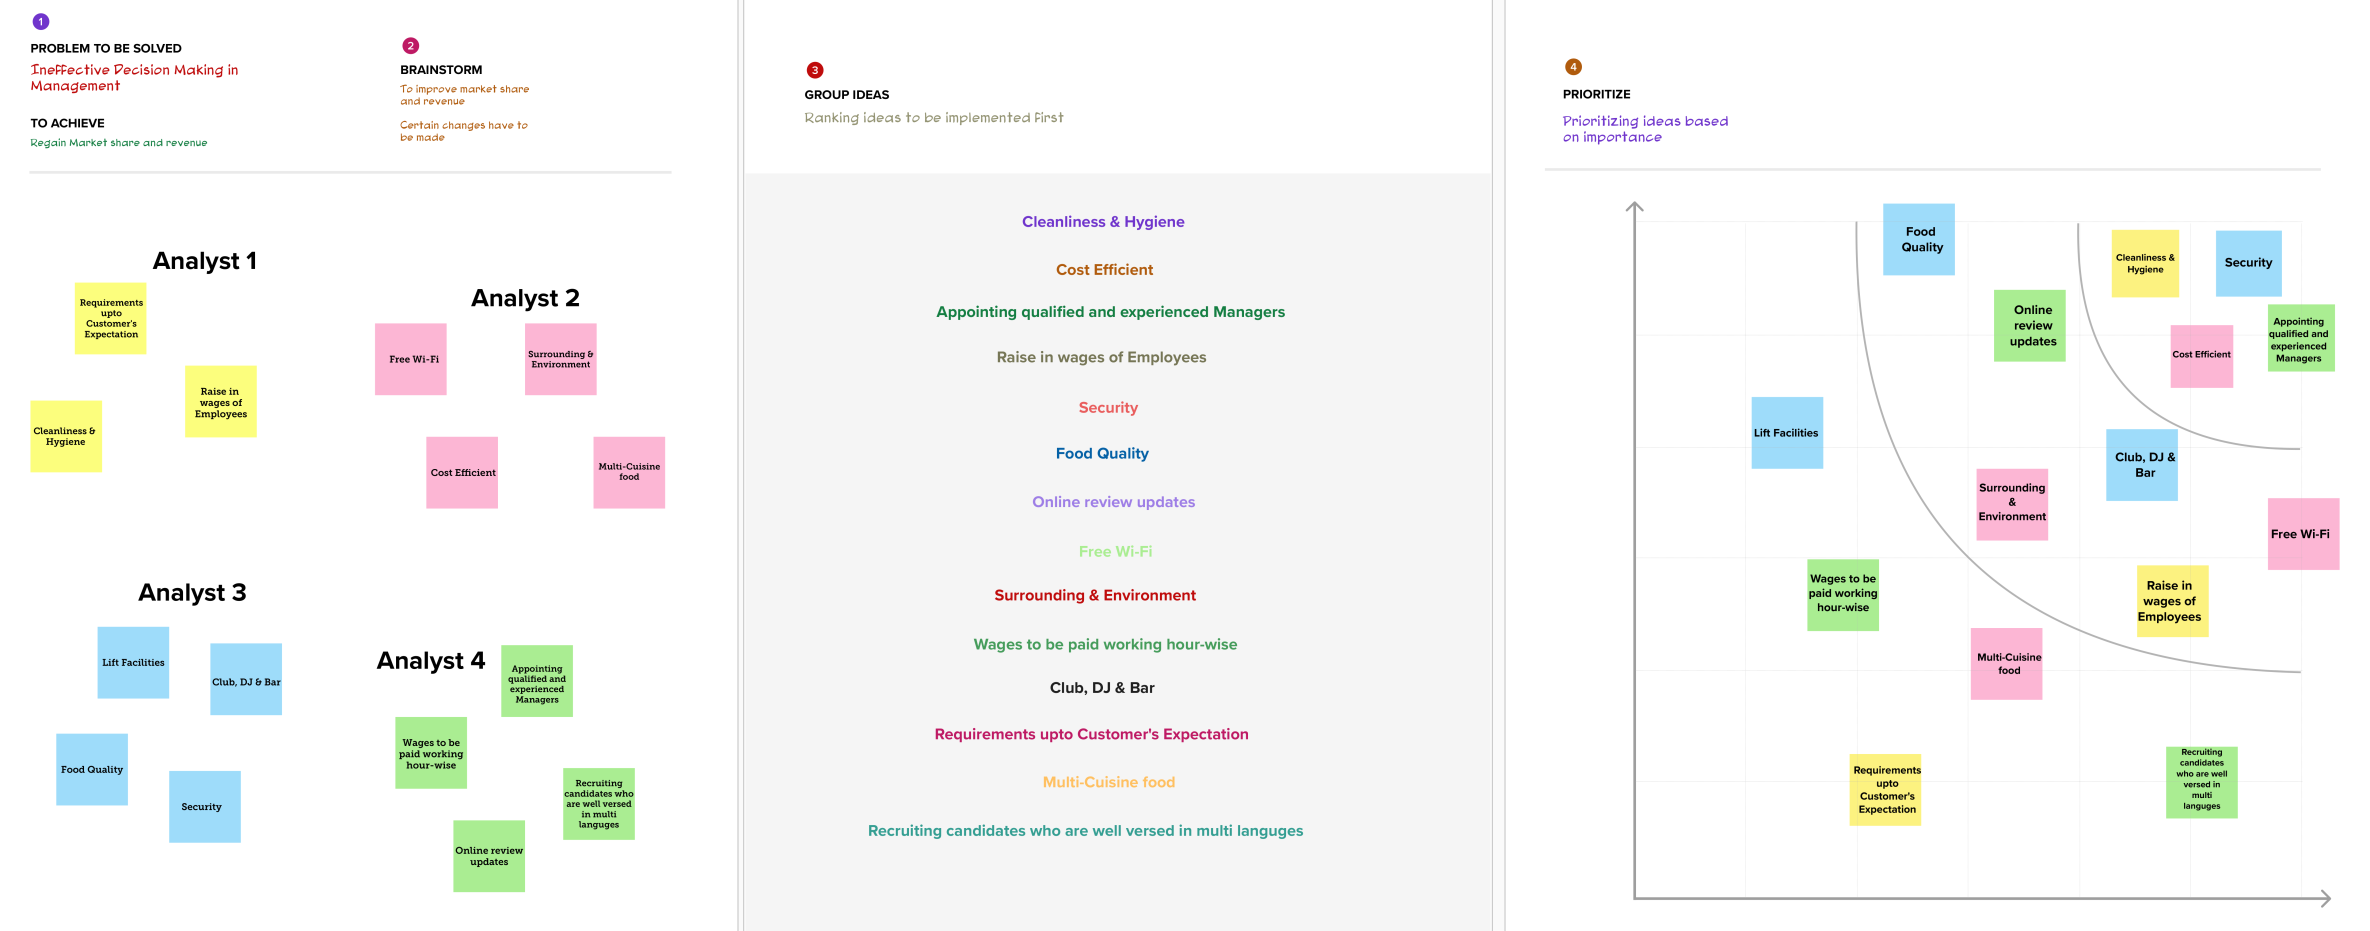 1
PROBLEM TO BE SOLVED
Ineffective Decision Making in
Management
TO ACHIEVE
Regain Market share and revenue
2
BRAINSTORM
To improve market share
and revenue
Certain changes have to
be made
Analyst 1
Requirements
upto
Customer's
Expectation
Raise in
wages of
Employees
Cleanliness &
Hygiene
Analyst 2
Free Wi-Fi
Surrounding &
Environment
Cost Efficient
Multi-Cuisine
food
Analyst 3
Lift Facilities
Club, DJ & Bar
Food Quality
Security
Analyst 4
Appointing
qualified and
experienced
Managers
Wages to be
paid working
hour-wise
Recruiting
candidates who
are well versed
in multi
languges
Online review
updates
3
GROUP IDEAS
Ranking ideas to be implemented first
Cleanliness & Hygiene
Cost Efficient
Appointing qualified and experienced Managers
Raise in wages of Employees
Security
Food Quality
Online review updates
Free Wi-Fi
Surrounding & Environment
Wages to be paid working hour-wise
Club, DJ & Bar
Requirements upto Customer's Expectation
Multi-Cuisine food
Recruiting candidates who are well versed in multi languges
4
PRIORITIZE
Prioritizing ideas based
on importance
Food
Quality
Cleanliness &
Hygiene
Security
Online
review
updates
Appointing
qualified and
experienced
Managers
Cost Efficient
Lift Facilities
Club, DJ &
Bar
Surrounding
&
Environment
Free Wi-Fi
Wages to be
paid working
hour-wise
Raise in
wages of
Employees
Multi-Cuisine
food
Requirements
upto
Customer's
Expectation
Recruiting
candidates
who are well
versed in
multi
languges